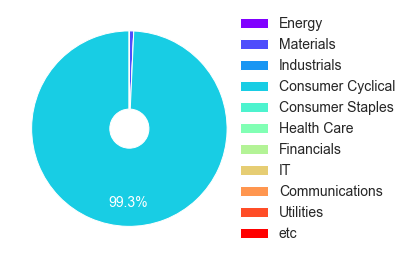 Energy
Materials
Industrials
Consumer Cyclical
Consumer Staples
Health Care
Financials
IT
Communications
Utilities
etc
99.3%